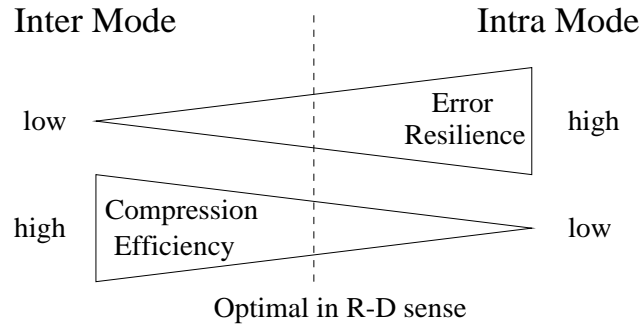 Inter Mode
Intra Mode
low
Error
Resilience
high
high
Compression
Efficiency
low
Optimal in R-D sense